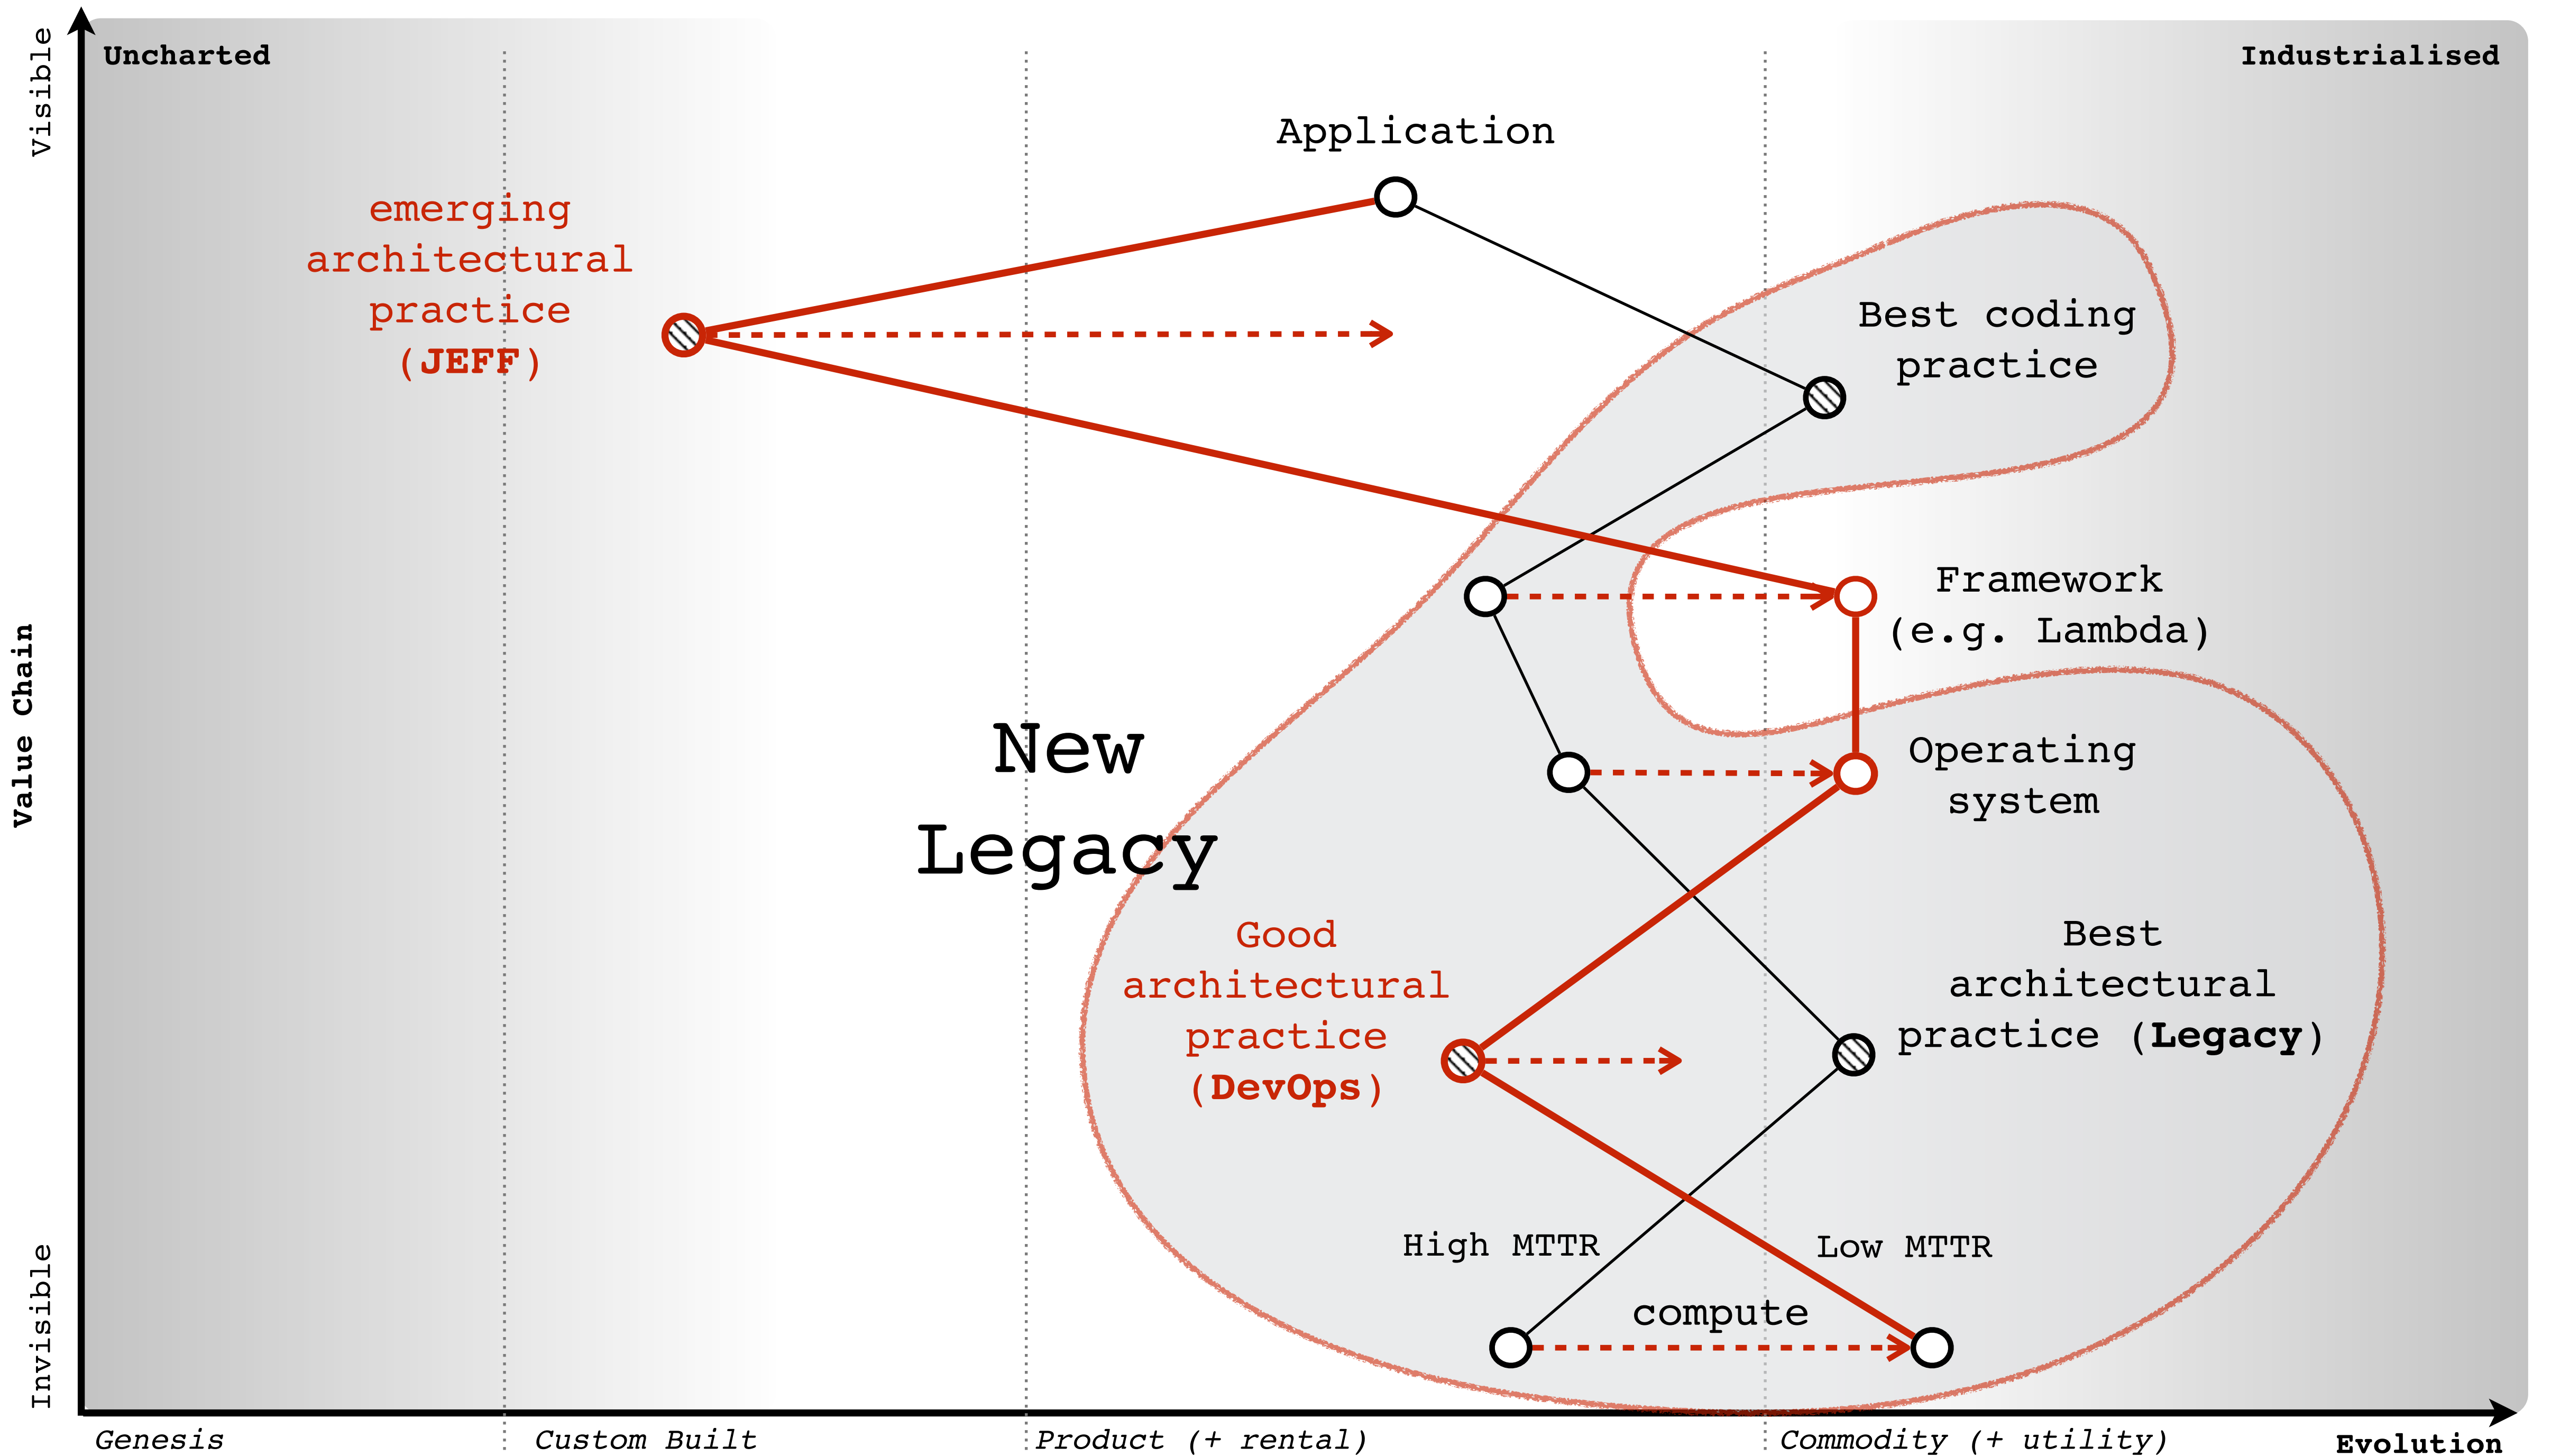 Visible
Uncharted
Industrialised
Application
emerging
architectural
practice
(JEFF)
Best coding
practice
Framework
(e.g. Lambda)
Value Chain
New
Legacy
Operating
system
Good
architectural
practice
(DevOps)
Best
architectural
practice (Legacy)
High MTTR
Low MTTR
compute
Invisible
Genesis
Custom Built
Product (+ rental)
Commodity (+ utility)
Evolution